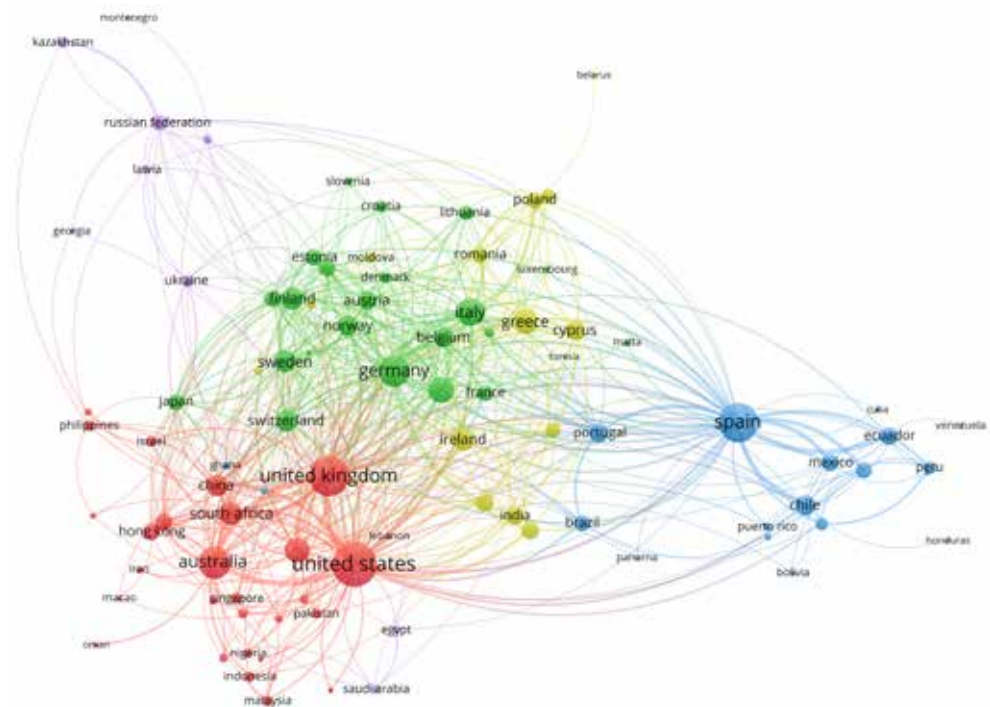 montenegro
kazakhstan
belarus
russian federation
latvia
slovenia
poland
croatia
lithuania
georgia
estonia
moldova
romania
luxembourg
denmark
ukraine
finland
austria
italy
norway
greece
cyprus
belgium
malta
sweden
tunisia
germany
france
japan
cuba
switzerland
spain
philippines
venezuela
israel
ireland
portugal
ecuador
ghana
mexico
peru
united kingdom
china
chile
south africa
india
hong kong
brazil
puerto rico
lebanon
honduras
australia
united states
panama
iran
bolivia
macao
singapore
pakistan
egypt
oman
nigeria
indonesia
saudi arabia
malaysia